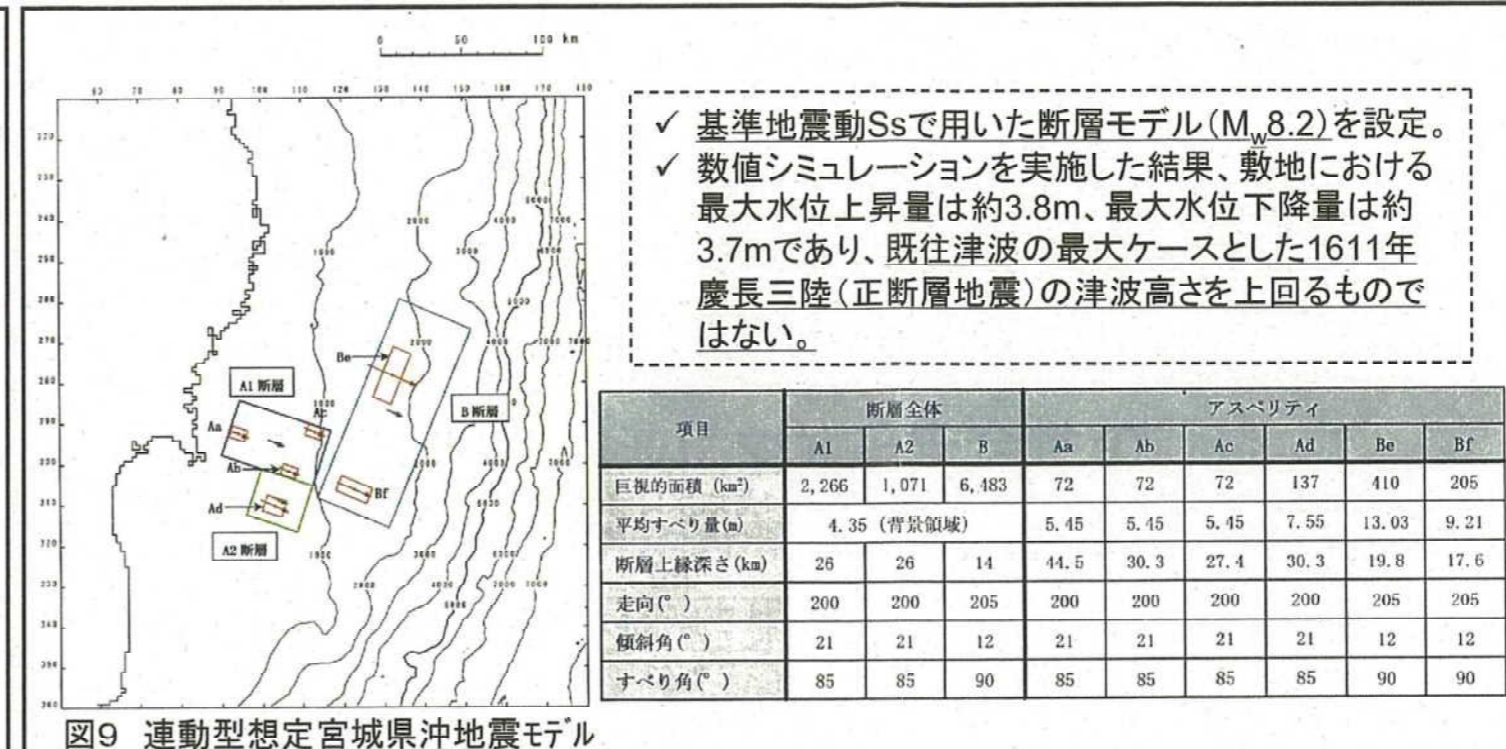 0 50 100 km
✓ 基準地震動Ssで用いた断層モデル(Mw8.2)を設定。
✓ 数値シミュレーションを実施した結果、敷地における
最大水位上昇量は約3.8m、最大水位下降量は約
3.7mであり、既往津波の最大ケースとした1611年
慶長三陸(正断層地震)の津波高さを上回るもので
はない。
A1断層
Aa
Ac
Ab
Ad
A2断層
Be
B断層
Bf
項目 断層全体 アスペリティ
A1 A2 B Aa Ab Ac Ad Be Bf
巨視的面積 (km²) 2,266 1,071 6,483 72 72 72 137 410 205
平均すべり量(m) 4.35 (背景領域) 5.45 5.45 5.45 7.55 13.03 9.21
断層上縁深さ(km) 26 26 14 44.5 30.3 27.4 30.3 19.8 17.6
走向(°) 200 200 205 200 200 200 200 205 205
傾斜角(°) 21 21 12 21 21 21 21 12 12
すべり角(°) 85 85 90 85 85 85 85 90 90
図9 連動型想定宮城県沖地震モデル